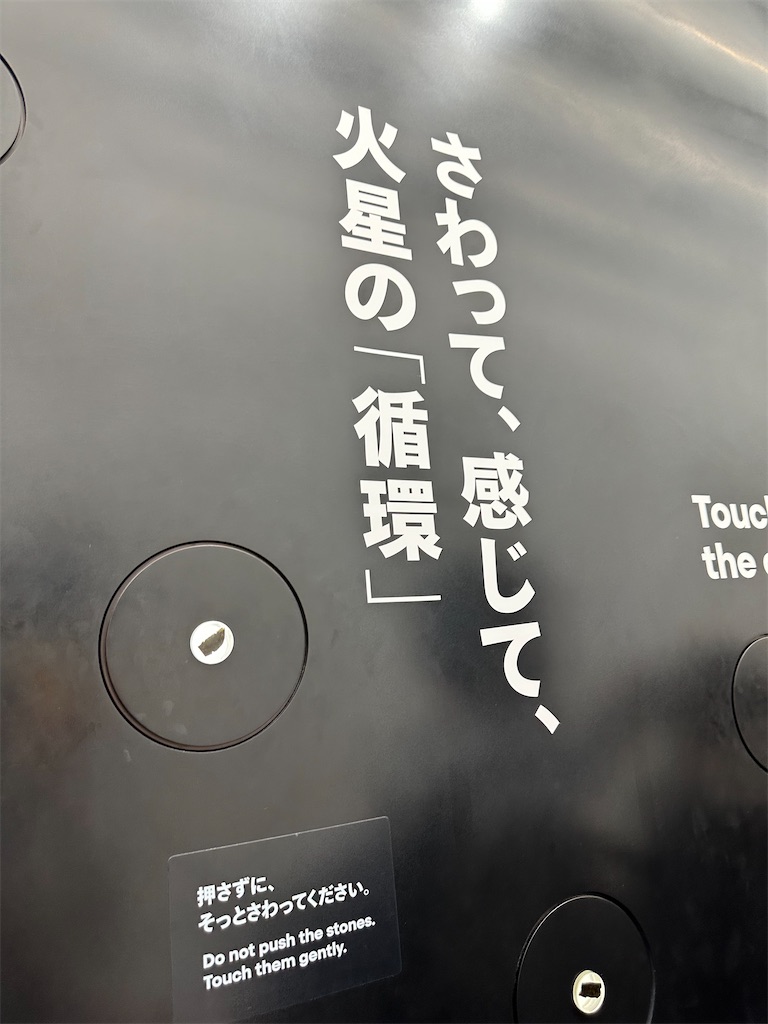 さわって、感じて、
火星の「循環」
the
押さずに、
そっとさわってください。
Do not push the stones.
Touch them gently.